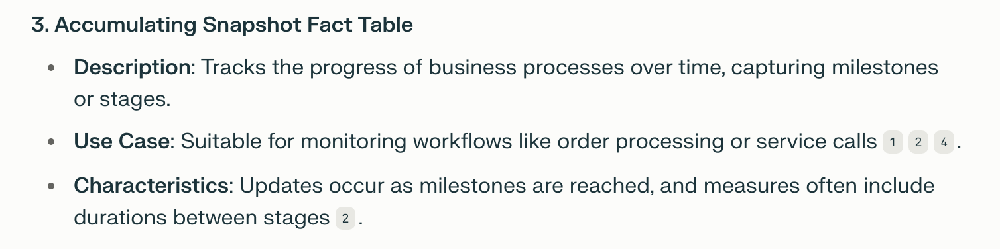 3. Accumulating Snapshot Fact Table
• Description: Tracks the progress of business processes over time, capturing milestones
or stages.
• Use Case: Suitable for monitoring workflows like order processing or service calls 1 2 4 .
• Characteristics: Updates occur as milestones are reached, and measures often include
durations between stages 2 .